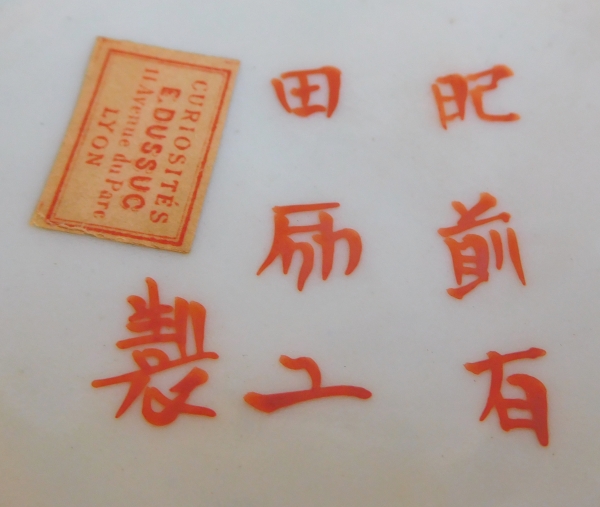 肥前有
田励工
製
CURIOSITÉS
E. DUSSUC
11 Avenue du Parc
LYON